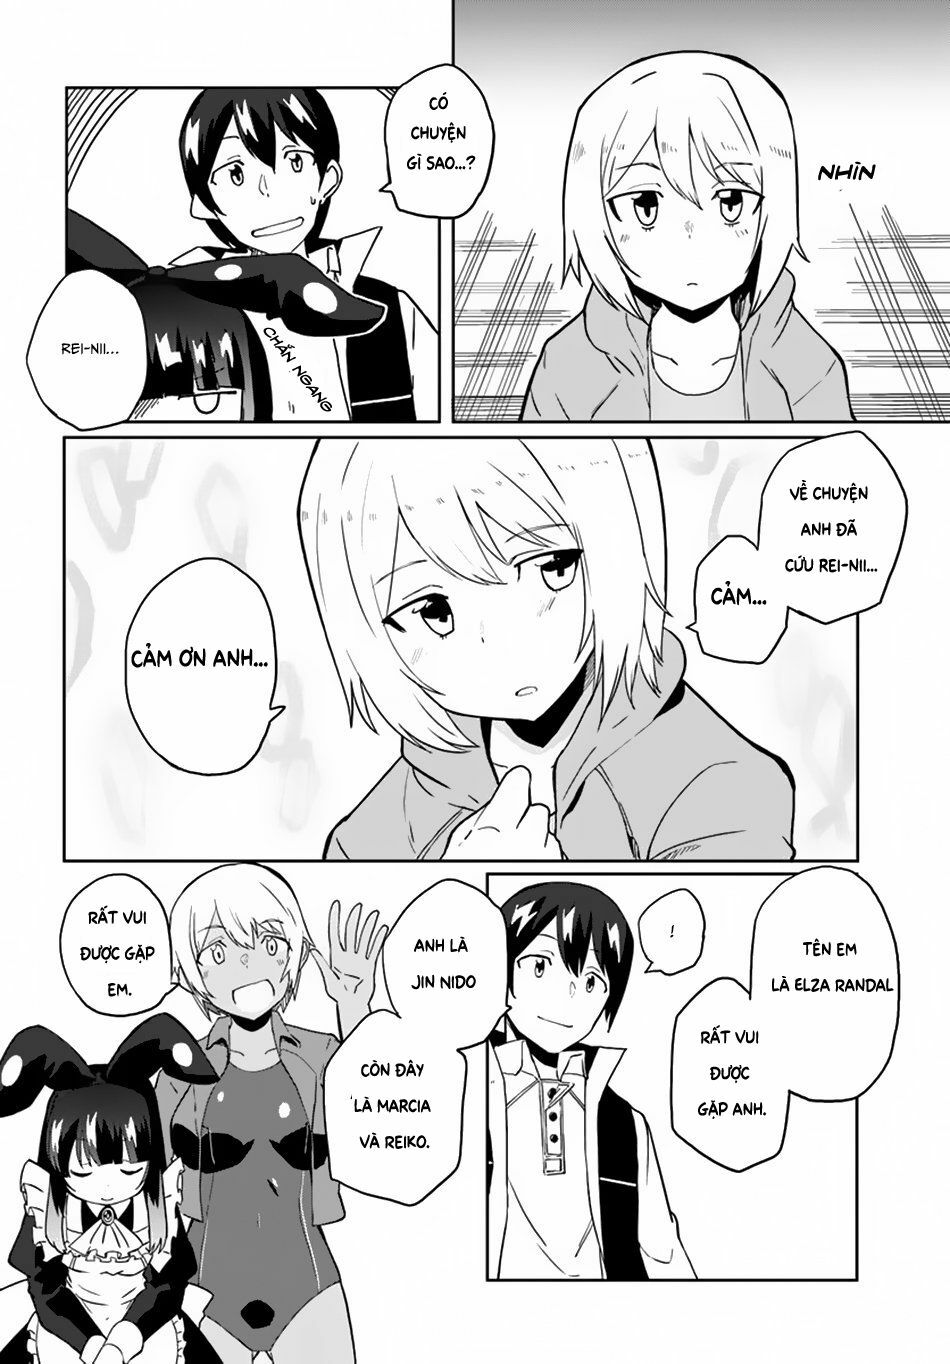 NHÌN
CÓ
CHUYỆN
GÌ SAO...?
REI-NII...
CHẮN NGANG
VỀ CHUYỆN
ANH ĐÃ
CỨU REI-NII...
CẢM...
CẢM ƠN ANH...
TÊN EM
LÀ ELZA RANDAL
RẤT VUI
ĐƯỢC
GẶP ANH.
!
ANH LÀ
JIN NIDO
CÒN ĐÂY
LÀ MARCIA
VÀ REIKO.
RẤT VUI
ĐƯỢC GẶP
EM.